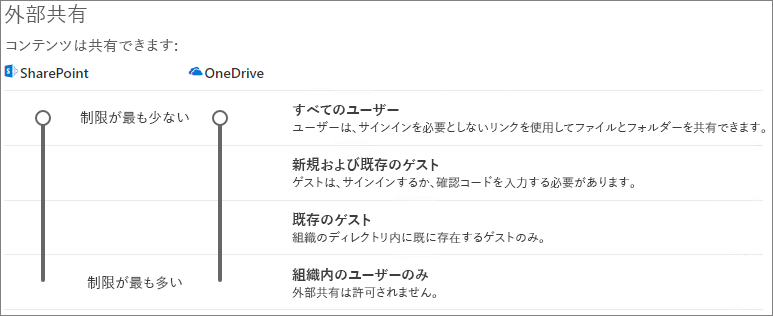 外部共有
コンテンツは共有できます:
SharePoint OneDrive
制限が最も少ない
すべてのユーザー
ユーザーは、サインインを必要としないリンクを使用してファイルとフォルダーを共有できます。
新規および既存のゲスト
ゲストは、サインインするか、確認コードを入力する必要があります。
既存のゲスト
組織のディレクトリ内に既に存在するゲストのみ。
制限が最も多い
組織内のユーザーのみ
外部共有は許可されません。